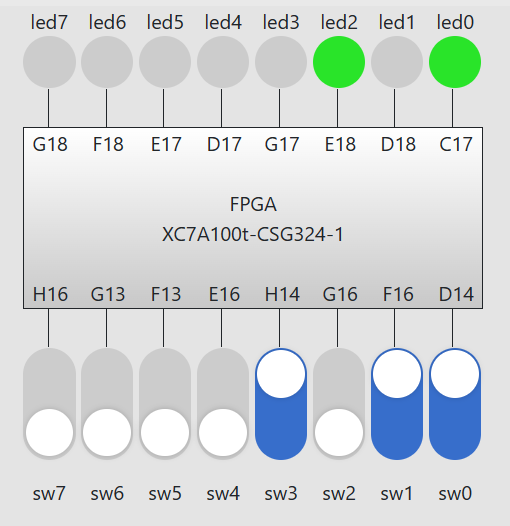 led7 led6 led5 led4 led3 led2 led1 led0
G18 F18 E17 D17 G17 E18 D18 C17
FPGA
XC7A100t-CSG324-1
H16 G13 F13 E16 H14 G16 F16 D14
sw7 sw6 sw5 sw4 sw3 sw2 sw1 sw0